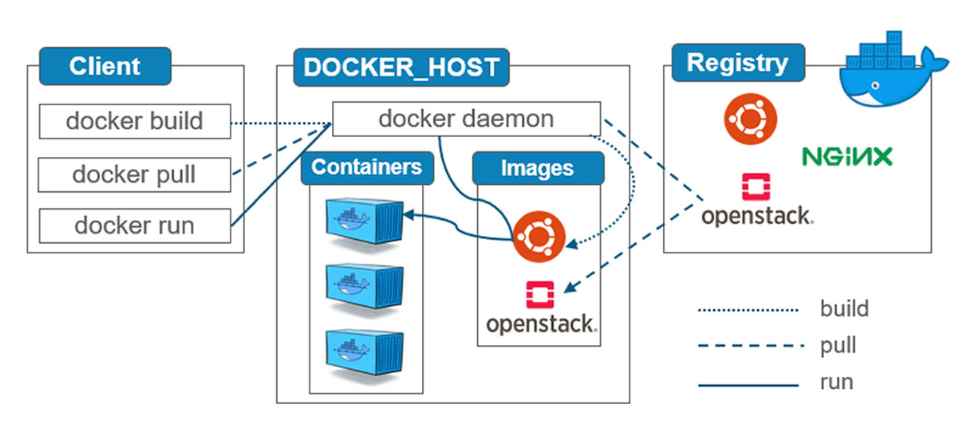 Client
docker build
docker pull
docker run
DOCKER_HOST
docker daemon
Containers
Images
openstack.
Registry
NGINX
openstack.
build
pull
run